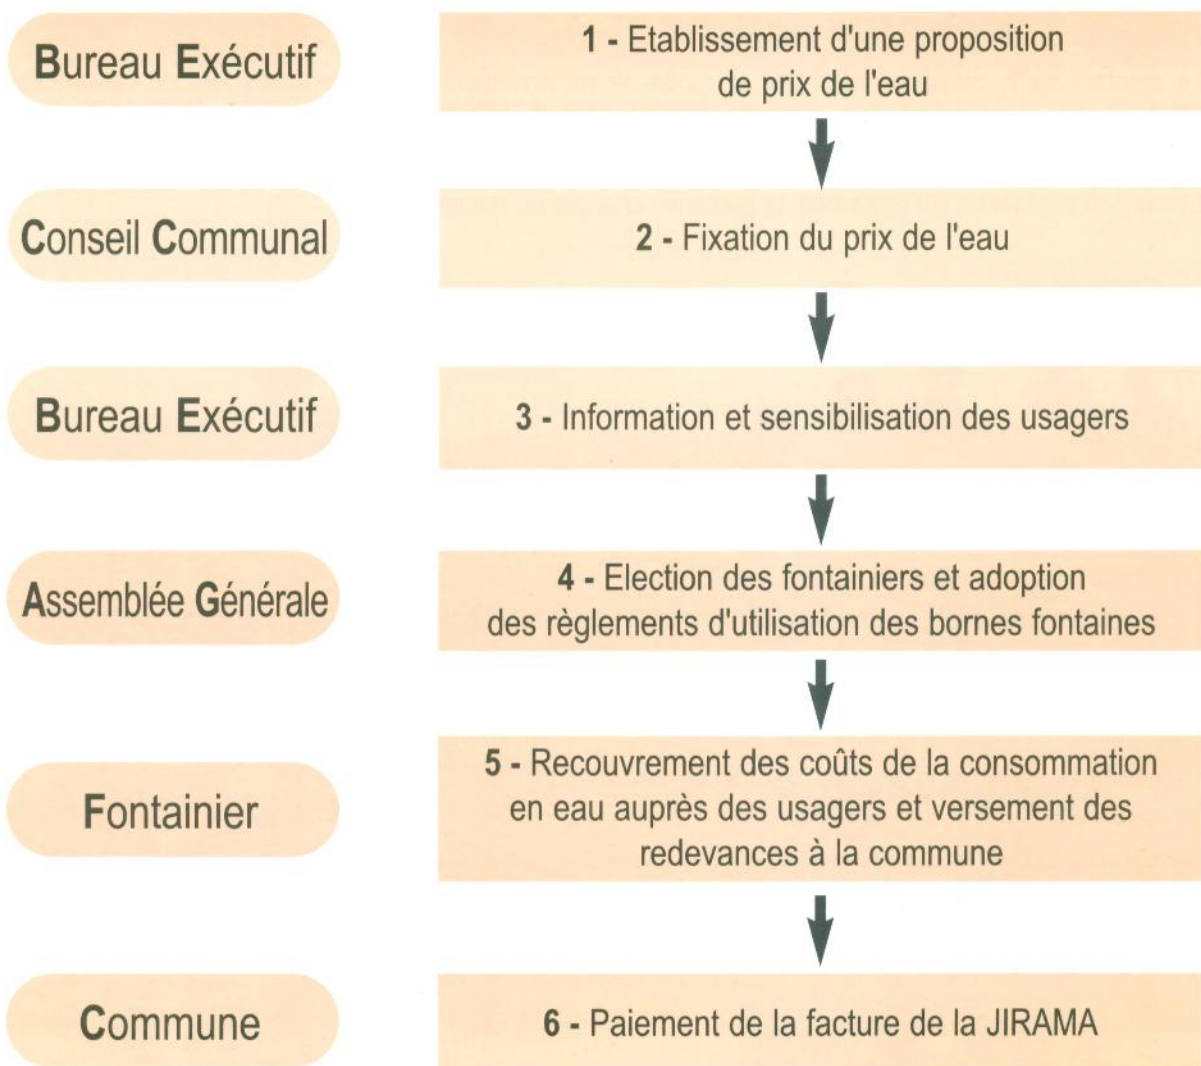 Bureau Exécutif
1 - Etablissement d'une proposition
de prix de l'eau
Conseil Communal
2 - Fixation du prix de l'eau
Bureau Exécutif
3 - Information et sensibilisation des usagers
Assemblée Générale
4 - Election des fontainiers et adoption
des règlements d'utilisation des bornes fontaines
Fontainier
5 - Recouvrement des coûts de la consommation
en eau auprès des usagers et versement des
redevances à la commune
Commune
6 - Paiement de la facture de la JIRAMA